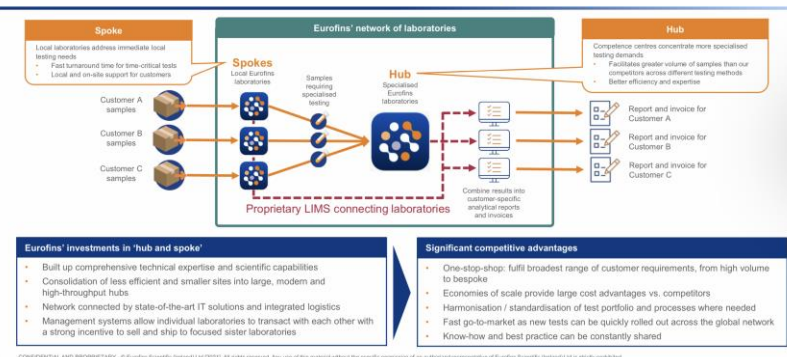 Spoke
Local laboratories address immediate local
testing needs
• Fast turnaround time for time-critical tests
• Local and on-site support for customers
Eurofins' network of laboratories
Hub
Competence centres concentrate more specialised
testing demands
• Facilitates greater volume of samples than our
competitors across different testing methods
• Better efficiency and expertise
Spokes
Local Eurofins
laboratories
Samples
requiring
specialised
testing
Hub
Specialised
Eurofins
laboratories
Customer A
samples
Customer B
samples
Customer C
samples
Report and invoice for
Customer A
Report and invoice for
Customer B
Report and invoice for
Customer C
Combine results into
customer-specific
analytical reports
and invoices
Proprietary LIMS connecting laboratories
Eurofins' investments in 'hub and spoke'
• Built up comprehensive technical expertise and scientific capabilities
• Consolidation of less efficient and smaller sites into large, modern and
high-throughput hubs
• Network connected by state-of-the-art IT solutions and integrated logistics
• Management systems allow individual laboratories to transact with each other with
a strong incentive to sell and ship to focused sister laboratories
Significant competitive advantages
• One-stop-shop: fulfil broadest range of customer requirements, from high volume
to bespoke
• Economies of scale provide large cost advantages vs. competitors
• Harmonisation / standardisation of test portfolio and processes where needed
• Fast go-to-market as new tests can be quickly rolled out across the global network
• Know-how and best practice can be constantly shared